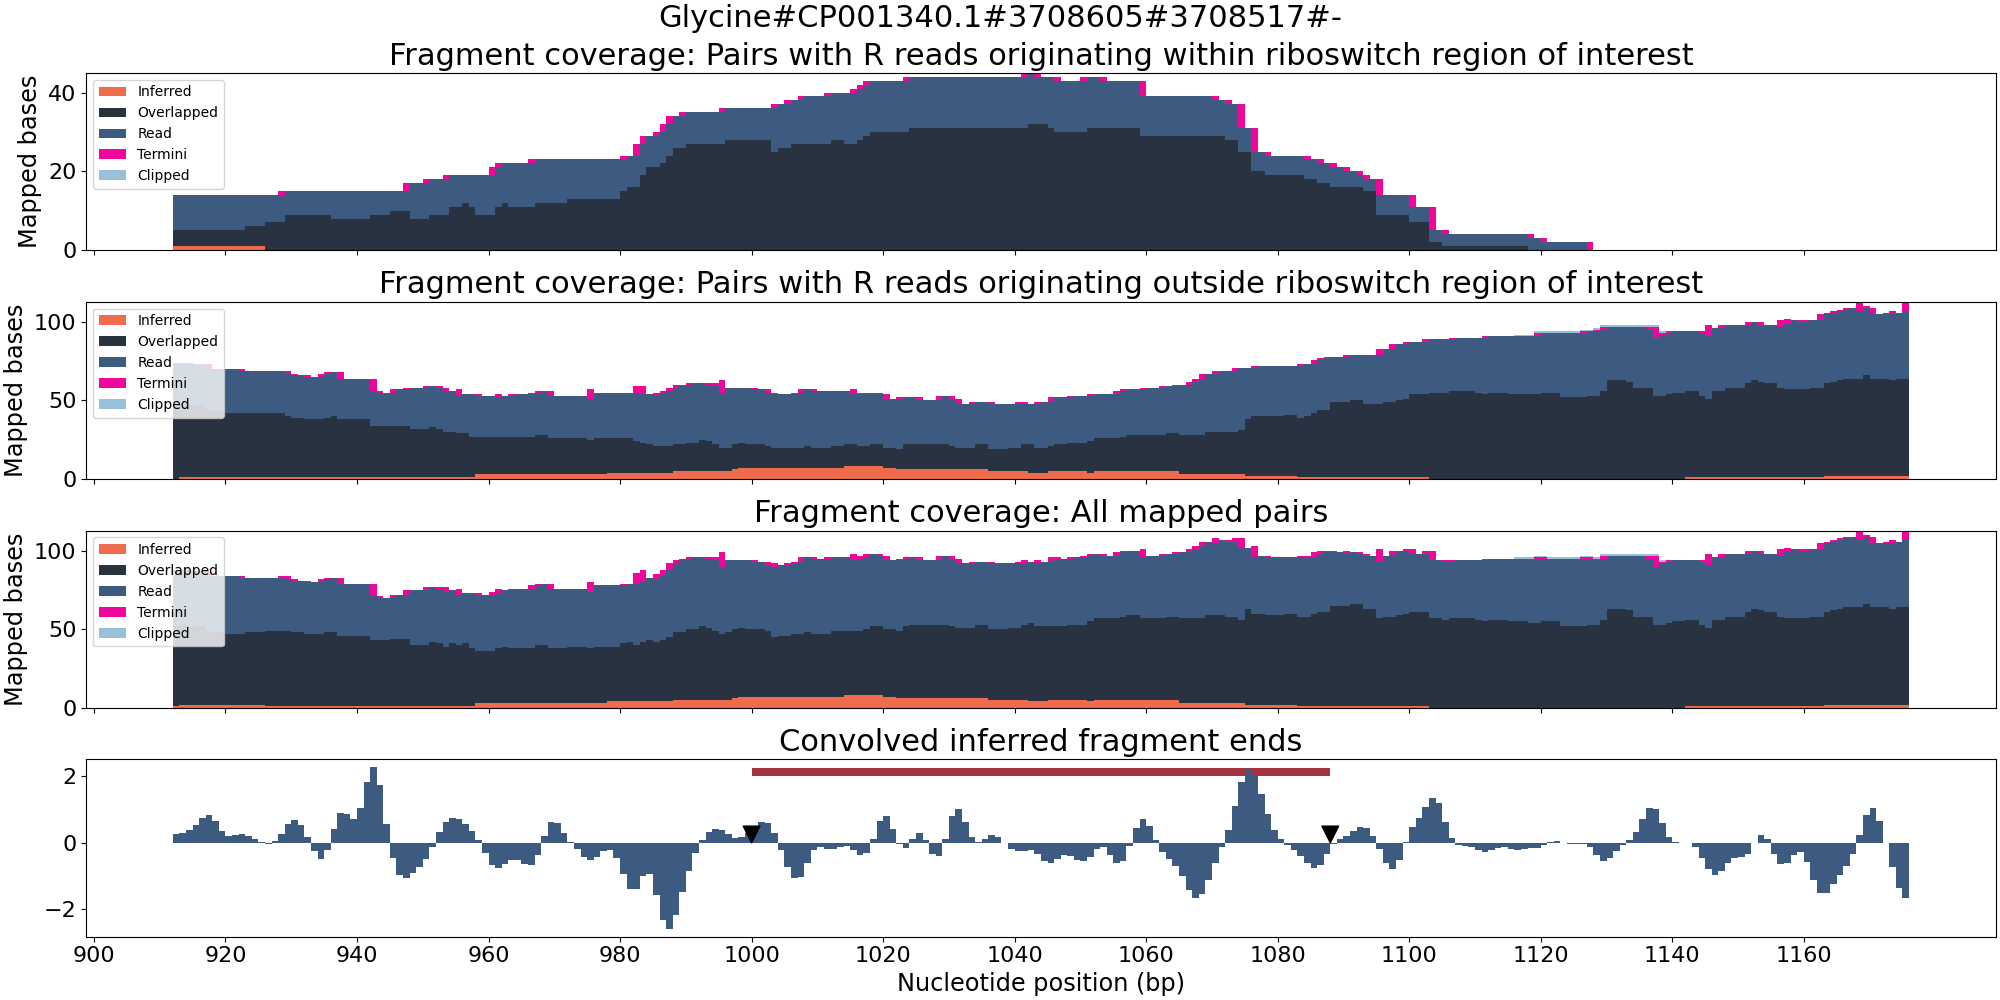 Glycine#CP001340.1#3708605#3708517#-
Fragment coverage: Pairs with R reads originating within riboswitch region of interest
Mapped bases
40
20
0
Inferred
Overlapped
Read
Termini
Clipped
Fragment coverage: Pairs with R reads originating outside riboswitch region of interest
Mapped bases
100
50
0
Inferred
Overlapped
Read
Termini
Clipped
Fragment coverage: All mapped pairs
Mapped bases
100
50
0
Inferred
Overlapped
Read
Termini
Clipped
Convolved inferred fragment ends
2
0
−2
900 920 940 960 980 1000 1020 1040 1060 1080 1100 1120 1140 1160
Nucleotide position (bp)